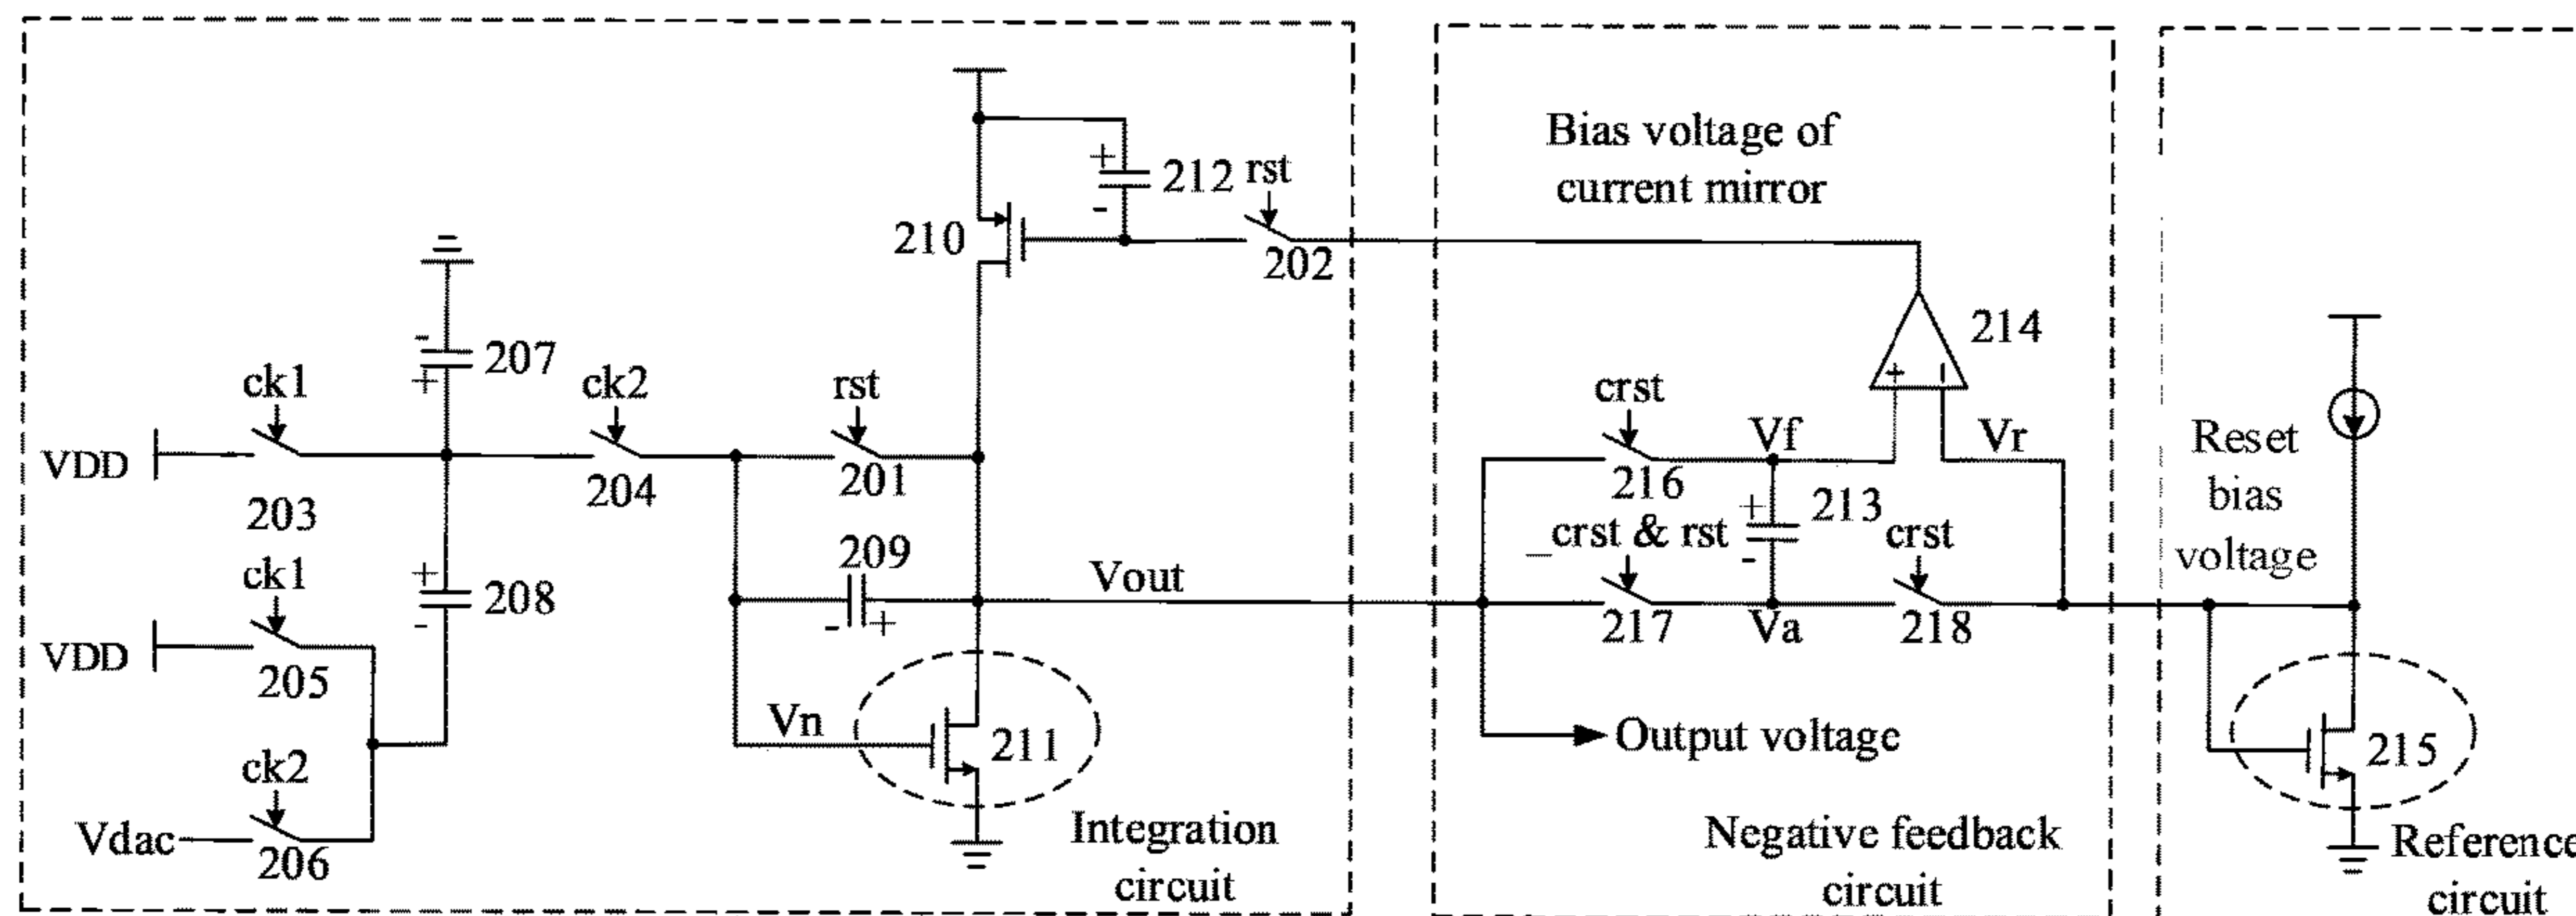 Bias voltage of
current mirror
212
rst
210
202
214
207
ck1
ck2
rst
crst
Vf
Vr
Reset
bias
voltage
VDD
203
204
201
216
213
_crst & rst
crst
ck1
208
209
Vout
217
Va
218
VDD
205
Vn
211
Output voltage
215
ck2
Vdac
206
Integration
circuit
Negative feedback
circuit
Reference
circuit
+
-
-
+
+
-
-
+
+
-
+
-